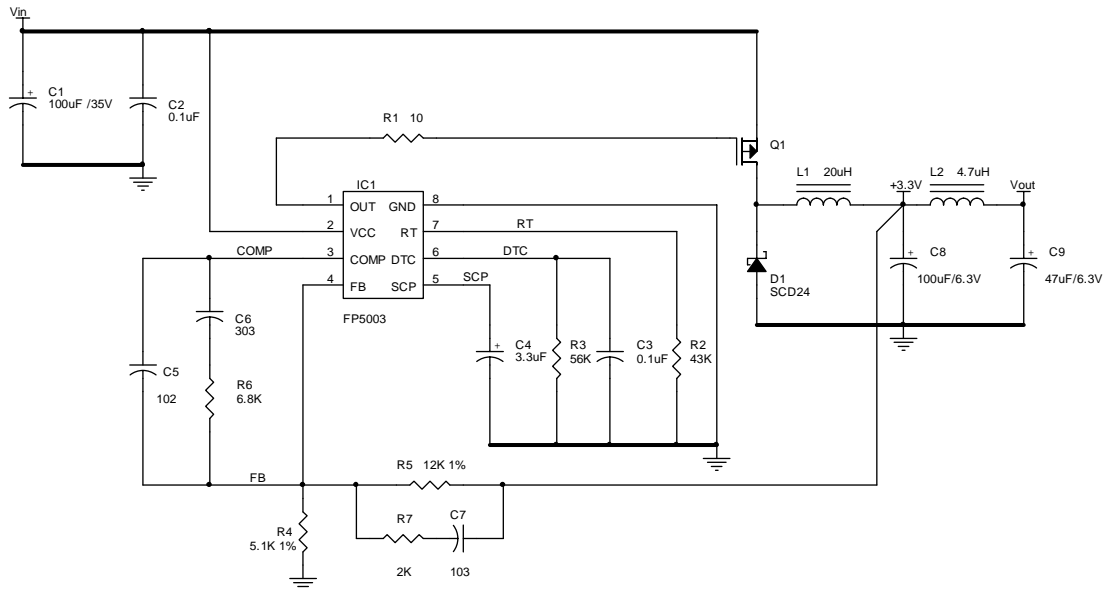 Vin
C1
100uF /35V
C2
0.1uF
R1 10
Q1
IC1
L1 20uH
+3.3V
L2 4.7uH
Vout
1 OUT GND 8
2 VCC RT 7 RT
COMP 3 COMP DTC 6 DTC
4 FB SCP 5 SCP
FP5003
C8
100uF/6.3V
C9
47uF/6.3V
D1
SCD24
C6
303
C4
3.3uF
R3
56K
C3
0.1uF
R2
43K
C5
102
R6
6.8K
FB
R5 12K 1%
R4
5.1K 1%
R7
2K
C7
103